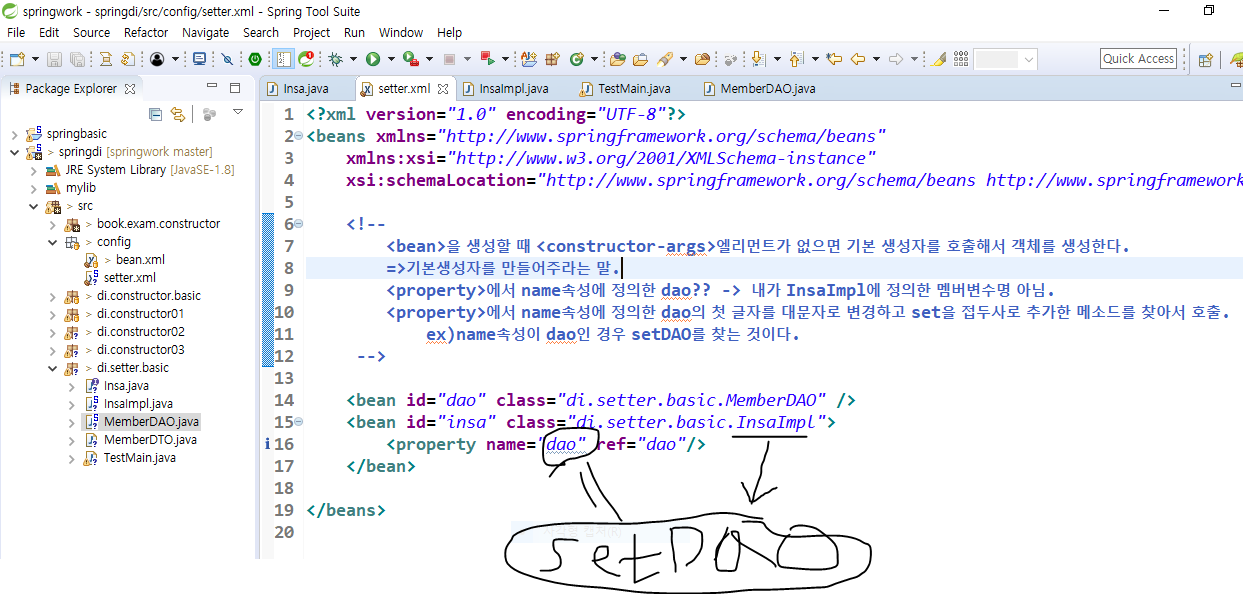 springwork - springdi/src/config/setter.xml - Spring Tool Suite
File Edit Source Refactor Navigate Search Project Run Window Help
Quick Access
Package Explorer
Insa.java setter.xml InsaImpl.java TestMain.java MemberDAO.java
springbasic
> springdi [springwork master]
JRE System Library [JavaSE-1.8]
mylib
> src
> book.exam.constructor
> config
> bean.xml
setter.xml
> di.constructor.basic
> di.constructor01
> di.constructor02
> di.constructor03
> di.setter.basic
Insa.java
InsaImpl.java
MemberDAO.java
MemberDTO.java
TestMain.java
1 <?xml version="1.0" encoding="UTF-8"?>
2 <beans xmlns="http://www.springframework.org/schema/beans"
3 xmlns:xsi="http://www.w3.org/2001/XMLSchema-instance"
4 xsi:schemaLocation="http://www.springframework.org/schema/beans http://www.springframework
5
6 <!--
7 <bean>을 생성할 때 <constructor-args>엘리먼트가 없으면 기본 생성자를 호출해서 객체를 생성한다.
8 =>기본생성자를 만들어주라는 말.
9 <property>에서 name속성에 정의한 dao?? -> 내가 InsaImpl에 정의한 멤버변수명 아님.
10 <property>에서 name속성에 정의한 dao의 첫 글자를 대문자로 변경하고 set을 접두사로 추가한 메소드를 찾아서 호출.
11 ex)name속성이 dao인 경우 setDAO를 찾는 것이다.
12 -->
13
14 <bean id="dao" class="di.setter.basic.MemberDAO" />
15 <bean id="insa" class="di.setter.basic.InsaImpl">
16 <property name="dao" ref="dao"/>
17 </bean>
18
19 </beans>
20
setDAO